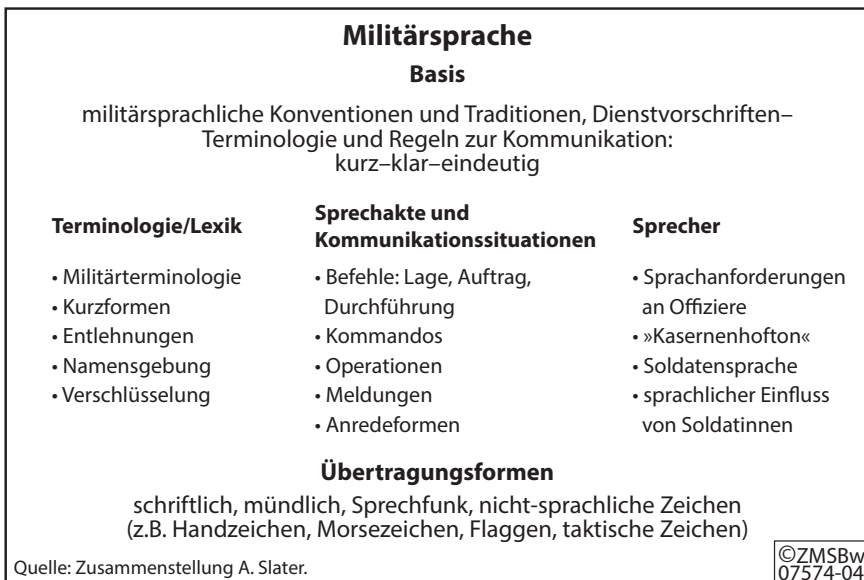 Militärsprache
Basis
militärsprachliche Konventionen und Traditionen, Dienstvorschriften–
Terminologie und Regeln zur Kommunikation:
kurz–klar–eindeutig
Terminologie/Lexik
• Militärterminologie
• Kurzformen
• Entlehnungen
• Namensgebung
• Verschlüsselung
Sprechakte und
Kommunikationssituationen
• Befehle: Lage, Auftrag,
Durchführung
• Kommandos
• Operationen
• Meldungen
• Anredeformen
Sprecher
• Sprachanforderungen
an Offiziere
• »Kasernenhofton«
• Soldatensprache
• sprachlicher Einfluss
von Soldatinnen
Übertragungsformen
schriftlich, mündlich, Sprechfunk, nicht-sprachliche Zeichen
(z.B. Handzeichen, Morsezeichen, Flaggen, taktische Zeichen)
Quelle: Zusammenstellung A. Slater.
©ZMSBw
07574-04